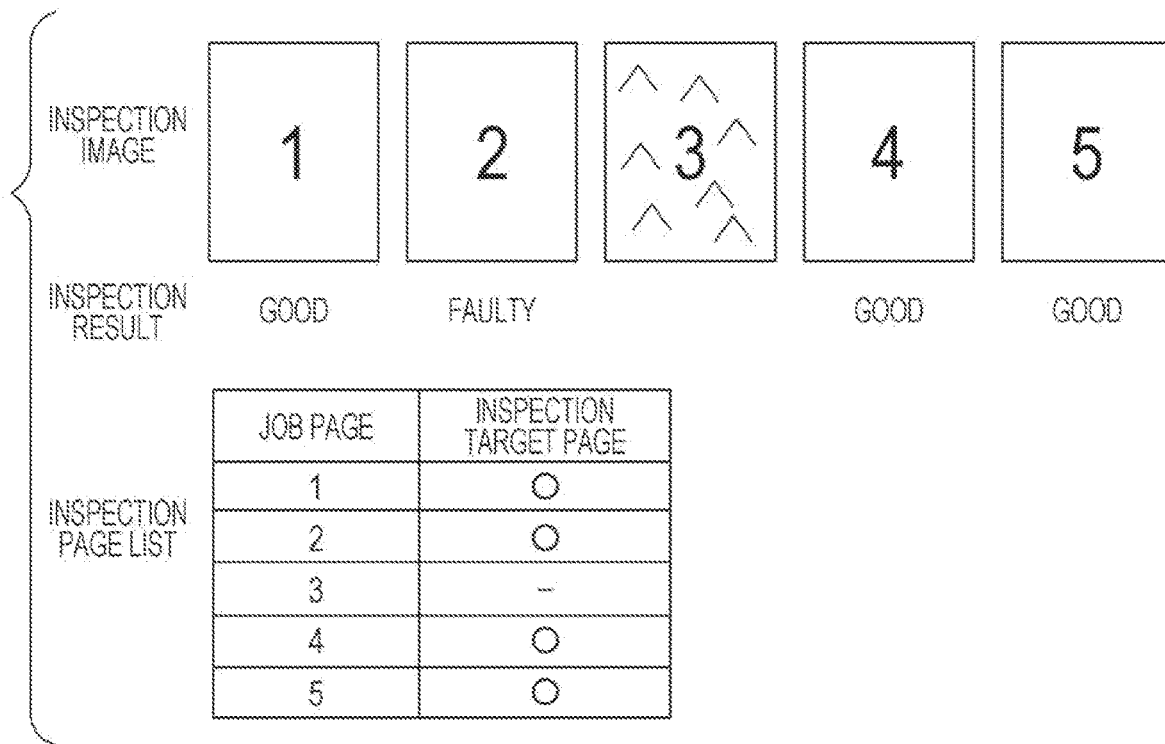 INSPECTION
IMAGE
1 2 3 4 5
INSPECTION
RESULT
GOOD FAULTY GOOD GOOD
INSPECTION
PAGE LIST
JOB PAGE INSPECTION
TARGET PAGE
1 ○
2 ○
3 –
4 ○
5 ○